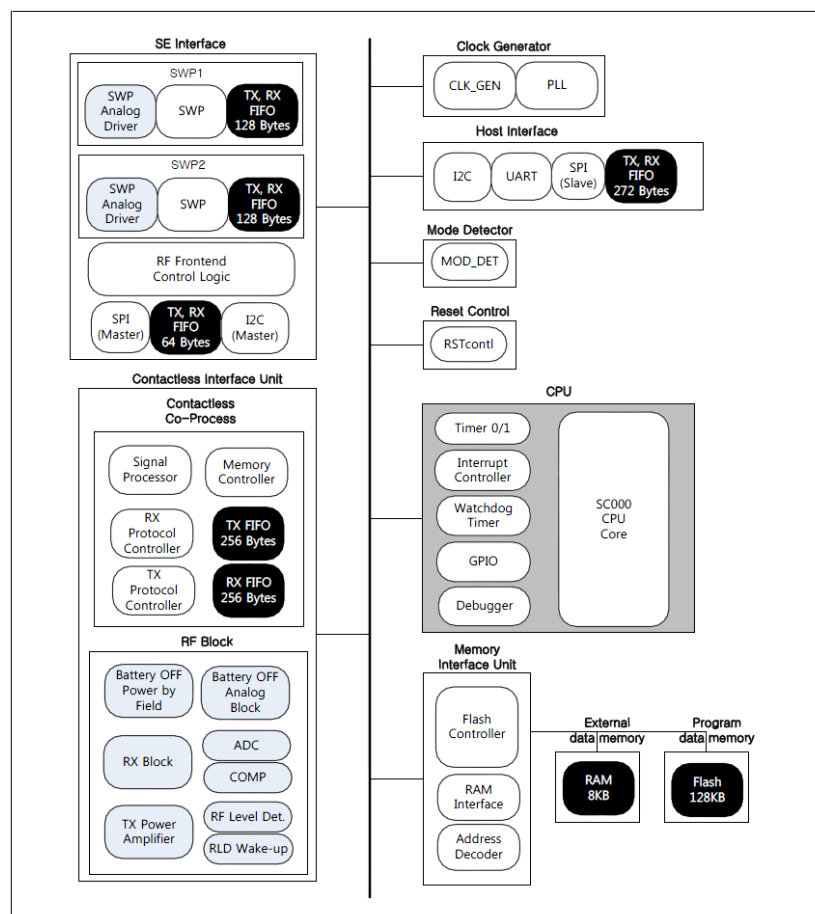 SE Interface
SWP1
SWP
Analog
Driver
SWP
TX, RX
FIFO
128 Bytes
SWP2
SWP
Analog
Driver
SWP
TX, RX
FIFO
128 Bytes
RF Frontend
Control Logic
SPI
(Master)
TX, RX
FIFO
64 Bytes
I2C
(Master)
Contactless Interface Unit
Contactless
Co-Process
Signal
Processor
Memory
Controller
RX
Protocol
Controller
TX FIFO
256 Bytes
TX
Protocol
Controller
RX FIFO
256 Bytes
RF Block
Battery OFF
Power by
Field
Battery OFF
Analog
Block
RX Block
ADC
COMP
TX Power
Amplifier
RF Level Det.
RLD Wake-up
Clock Generator
CLK_GEN
PLL
Host Interface
I2C
UART
SPI
(Slave)
TX, RX
FIFO
272 Bytes
Mode Detector
MOD_DET
Reset Control
RSTcontl
CPU
Timer 0/1
Interrupt
Controller
Watchdog
Timer
GPIO
Debugger
SC000
CPU
Core
Memory
Interface Unit
Flash
Controller
RAM
Interface
Address
Decoder
External
data memory
RAM
8KB
Program
data memory
Flash
128KB